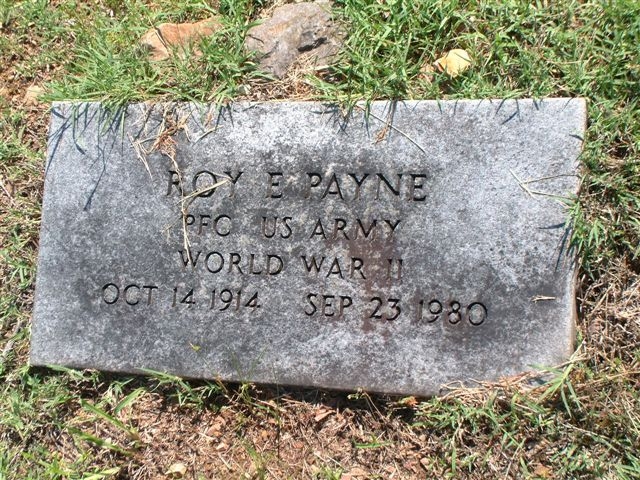 ROY E PAYNE
PFC US ARMY
WORLD WAR II
OCT 14 1914 SEP 23 1980